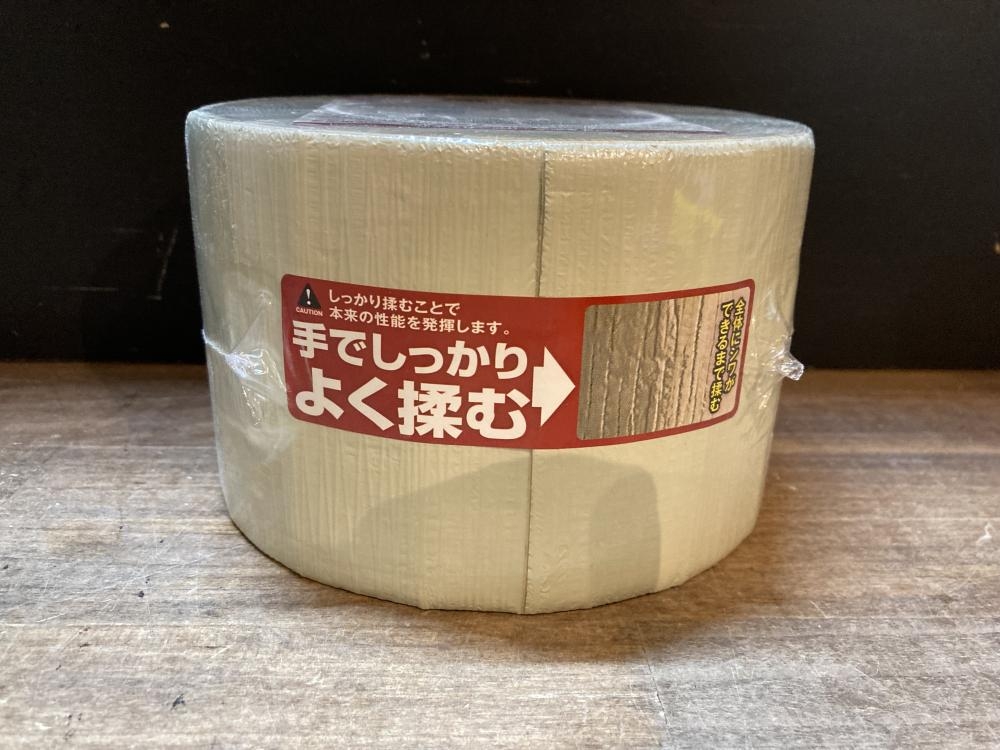 しっかり揉むことで
CAUTION
本来の性能を発揮します。
手でしっかり
よく揉む
全体にシワが
できるまで揉む